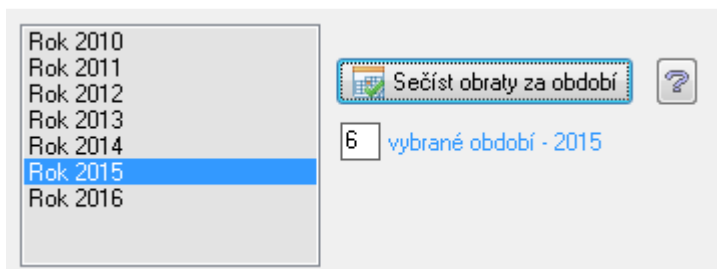 Rok 2010
Rok 2011
Rok 2012
Rok 2013
Rok 2014
Rok 2015
Rok 2016
Sečíst obraty za období
?
6 vybrané období - 2015